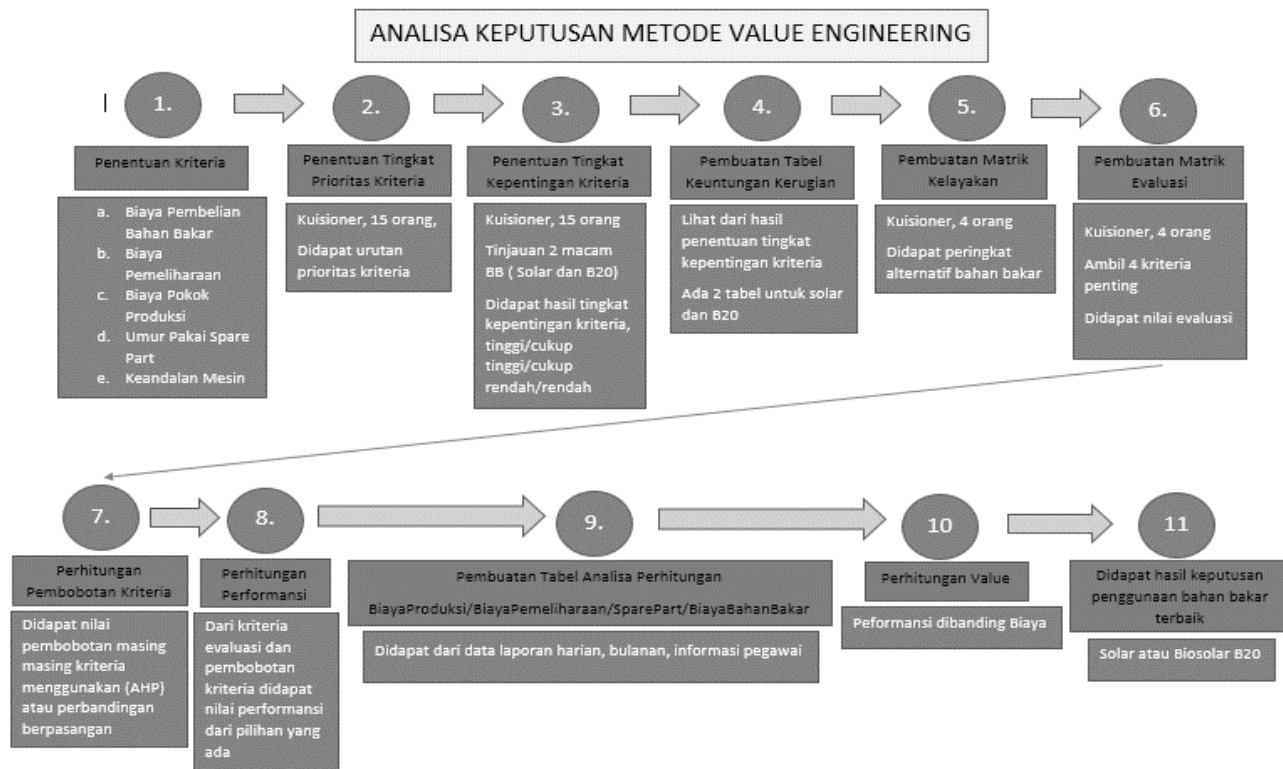 ANALISA KEPUTUSAN METODE VALUE ENGINEERING
1.
Penentuan Kriteria
a. Biaya Pembelian
Bahan Bakar
b. Biaya
Pemeliharaan
c. Biaya Pokok
Produksi
d. Umur Pakai Spare
Part
e. Keandalan Mesin
2.
Penentuan Tingkat
Prioritas Kriteria
Kuisioner, 15 orang,
Didapat urutan
prioritas kriteria
3.
Penentuan Tingkat
Kepentingan Kriteria
Kuisioner, 15 orang
Tinjauan 2 macam
BB ( Solar dan B20)
Didapat hasil tingkat
kepentingan kriteria,
tinggi/cukup
tinggi/cukup
rendah/rendah
4.
Pembuatan Tabel
Keuntungan Kerugian
Lihat dari hasil
penentuan tingkat
kepentingan kriteria
Ada 2 tabel untuk solar
dan B20
5.
Pembuatan Matrik
Kelayakan
Kuisioner, 4 orang
Didapat peringkat
alternatif bahan bakar
6.
Pembuatan Matrik
Evaluasi
Kuisioner, 4 orang
Ambil 4 kriteria
penting
Didapat nilai evaluasi
7.
Perhitungan
Pembobotan Kriteria
Didapat nilai
pembobotan masing
masing kriteria
menggunakan (AHP)
atau perbandingan
berpasangan
8.
Perhitungan
Performansi
Dari kriteria
evaluasi dan
pembobotan
kriteria didapat
nilai performansi
dari pilihan yang
ada
9.
Pembuatan Tabel Analisa Perhitungan
BiayaProduksi/BiayaPemeliharaan/SparePart/BiayaBahanBakar
Didapat dari data laporan harian, bulanan, informasi pegawai
10
Perhitungan Value
Peformansi dibanding Biaya
11
Didapat hasil keputusan
penggunaan bahan bakar
terbaik
Solar atau Biosolar B20